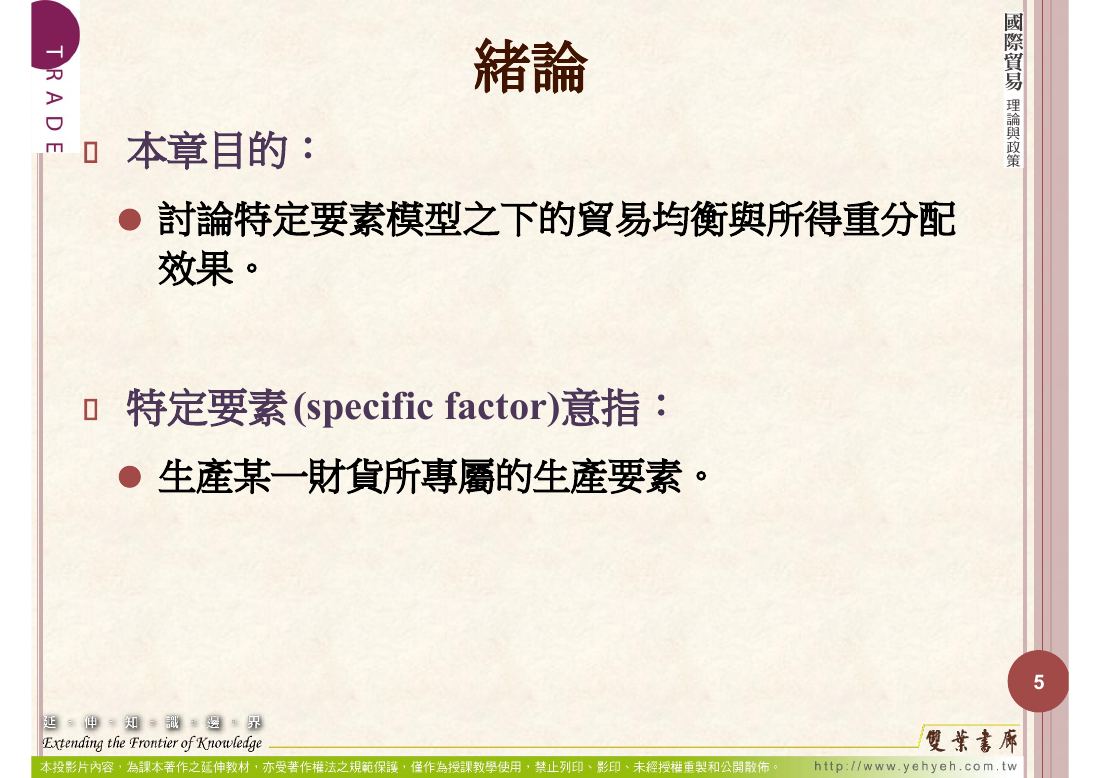 TRADE
國際貿易 理論與政策
緒論
本章目的：
討論特定要素模型之下的貿易均衡與所得重分配
效果。
特定要素(specific factor)意指：
生產某一財貨所專屬的生產要素。
5
延・伸・知・識・邊・界
Extending the Frontier of Knowledge
雙葉書廊
本投影片內容，為課本著作之延伸教材，亦受著作權法之規範保護，僅作為授課教學使用，禁止列印、影印、未經授權重製和公開散佈。
http://www.yehyeh.com.tw